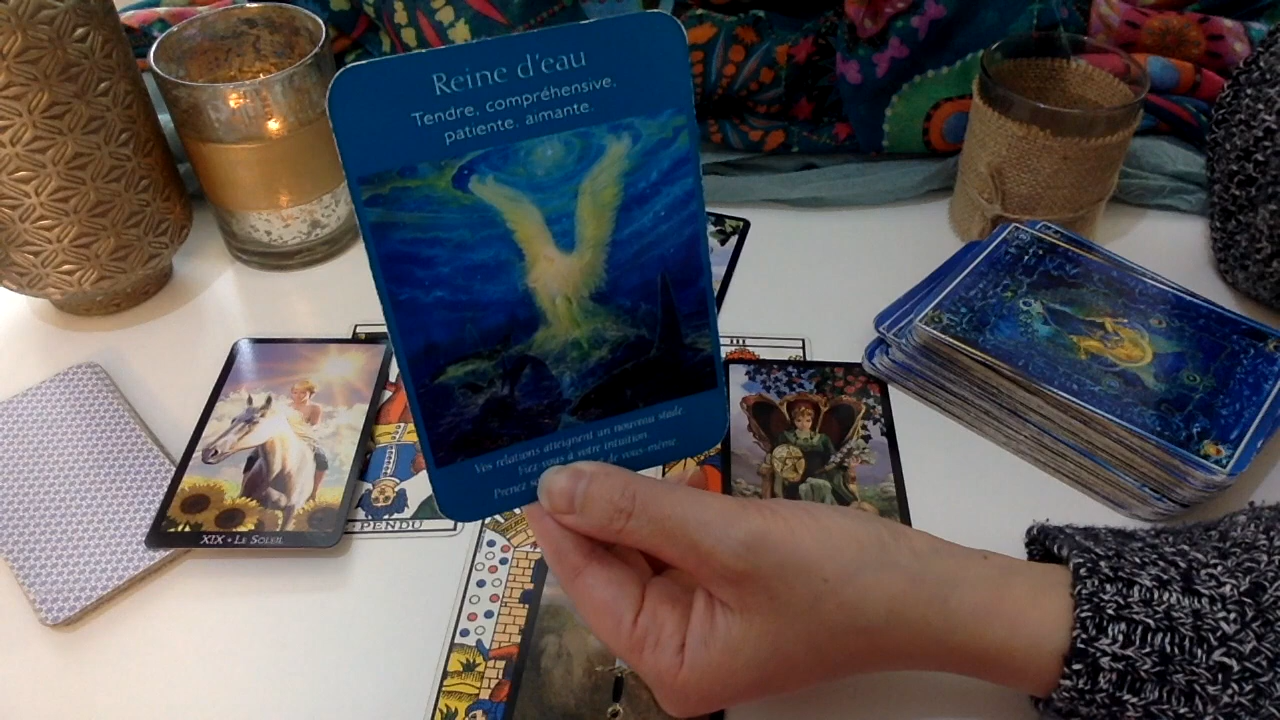 Reine d'eau
Tendre, compréhensive,
patiente, aimante.
Vos relations atteignent un nouveau stade.
Fiez-vous à votre intuition.
Prenez de vous-même.
XIX • LE SOLEIL
PENDU
III